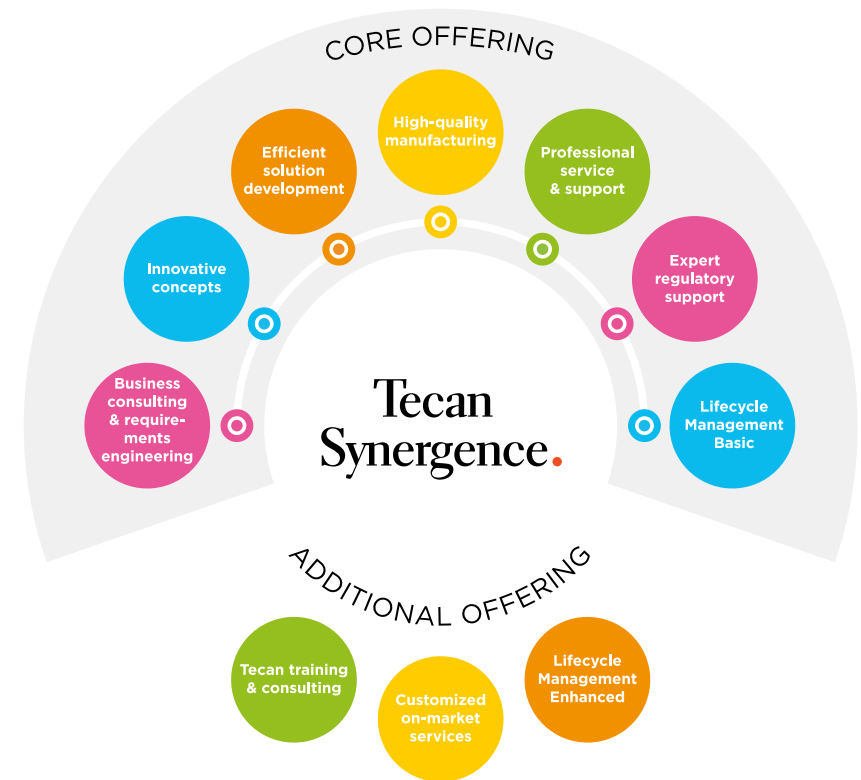 CORE OFFERING
High-quality
manufacturing
Efficient
solution
development
Professional
service
& support
Innovative
concepts
Expert
regulatory
support
Business
consulting
& require-
ments
engineering
Lifecycle
Management
Basic
Tecan
Synergence.
ADDITIONAL OFFERING
Tecan training
& consulting
Customized
on-market
services
Lifecycle
Management
Enhanced